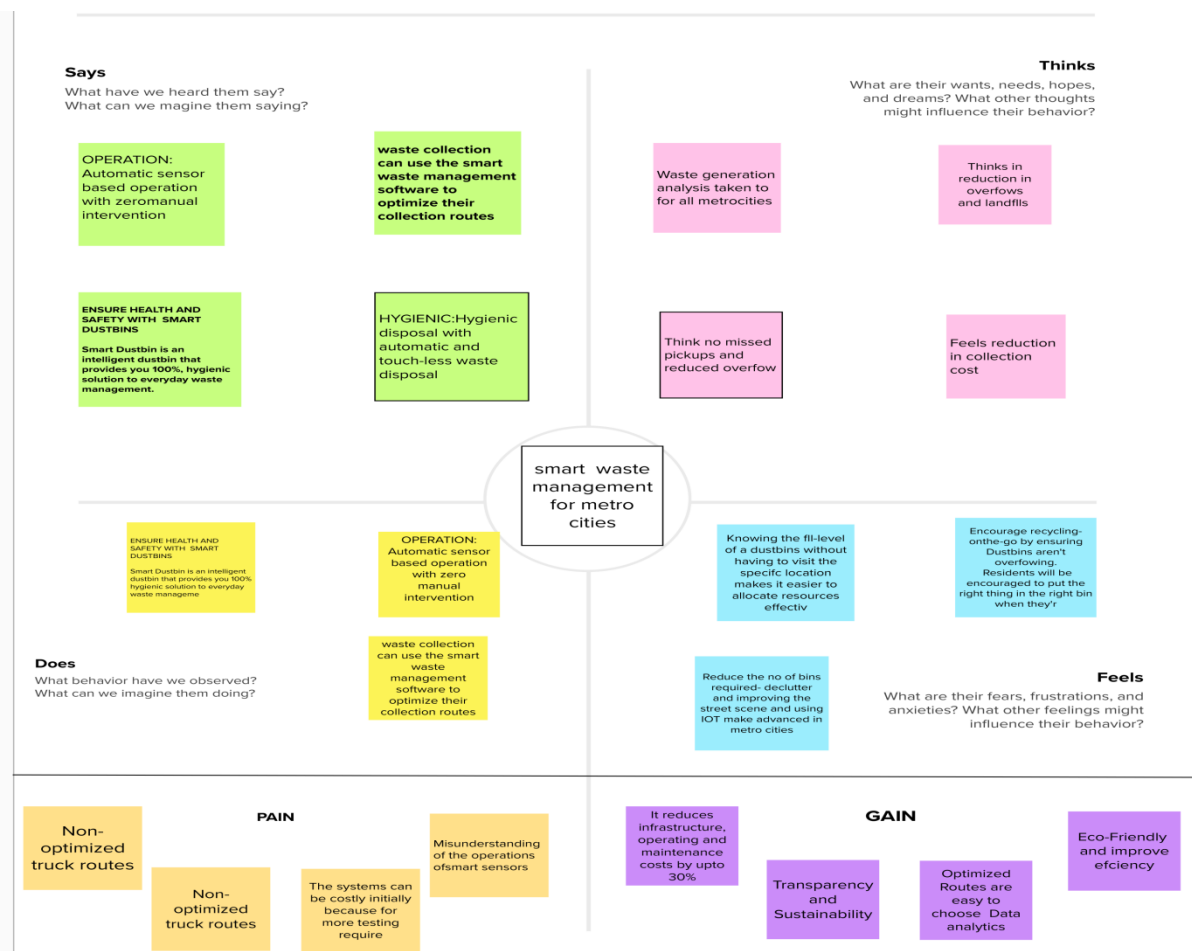 Says
What have we heard them say?
What can we magine them saying?
OPERATION:
Automatic sensor
based operation
with zeromanual
intervention
waste collection
can use the smart
waste management
software to
optimize their
collection routes
ENSURE HEALTH AND
SAFETY WITH SMART
DUSTBINS
Smart Dustbin is an
intelligent dustbin that
provides you 100%, hygienic
solution to everyday waste
management.
HYGIENIC:Hygienic
disposal with
automatic and
touch-less waste
disposal
Thinks
What are their wants, needs, hopes,
and dreams? What other thoughts
might influence their behavior?
Waste generation
analysis taken to
for all metrocities
Thinks in
reduction in
overfows
and landflls
Think no missed
pickups and
reduced overfow
Feels reduction
in collection
cost
smart waste
management
for metro
cities
ENSURE HEALTH AND
SAFETY WITH SMART
DUSTBINS
Smart Dustbin is an intelligent
dustbin that provides you 100%
hygienic solution to everyday
waste manageme
OPERATION:
Automatic sensor
based operation
with zero
manual
intervention
waste collection
can use the smart
waste
management
software to
optimize their
collection routes
Does
What behavior have we observed?
What can we imagine them doing?
Knowing the fll-level
of a dustbins without
having to visit the
specifc location
makes it easier to
allocate resources
effectiv
Encourage recycling-
onthe-go by ensuring
Dustbins aren't
overfowing.
Residents will be
encouraged to put the
right thing in the right bin
when they'r
Reduce the no of bins
required- declutter
and improving the
street scene and using
IOT make advanced in
metro cities
Feels
What are their fears, frustrations, and
anxieties? What other feelings might
influence their behavior?
PAIN
Non-
optimized
truck routes
Non-
optimized
truck routes
The systems can
be costly initially
because for
more testing
require
Misunderstanding
of the operations
ofsmart sensors
GAIN
It reduces
infrastructure,
operating and
maintenance
costs by upto
30%
Transparency
and
Sustainability
Optimized
Routes are
easy to
choose Data
analytics
Eco-Friendly
and improve
efciency